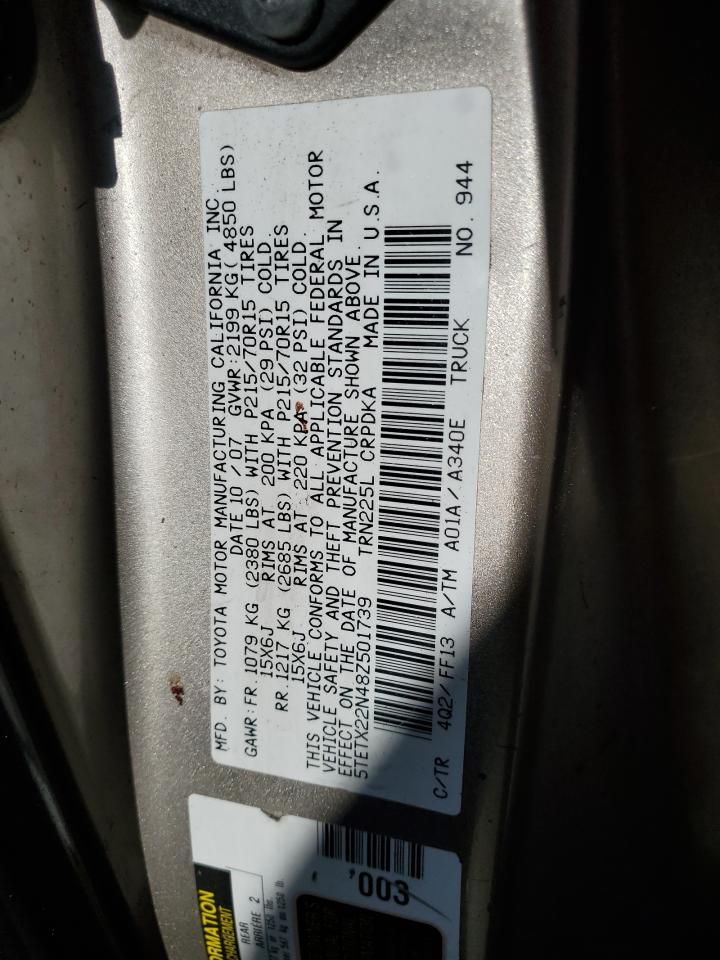 MFD. BY: TOYOTA MOTOR MANUFACTURING CALIFORNIA INC.
DATE 10/07 GVWR: 2199 KG( 4850 LBS)
GAWR: FR. 1079 KG (2380 LBS) WITH P215/70R15 TIRES
15X6J RIMS AT 200 KPA (29 PSI) COLD
RR. 1217 KG (2685 LBS) WITH P215/70R15 TIRES
15X6J RIMS AT 220 KPA (32 PSI) COLD.
THIS VEHICLE CONFORMS TO ALL APPLICABLE FEDERAL MOTOR
VEHICLE SAFETY AND THEFT PREVENTION STANDARDS IN
EFFECT ON THE DATE OF MANUFACTURE SHOWN ABOVE.
5TETX22N48Z501739 TRN225L CRPDKA MADE IN U.S.A.
C/TR 4Q2/FF13 A/TM A01A/A340E TRUCK NO. 944
REAR
ARRIERE 2
003